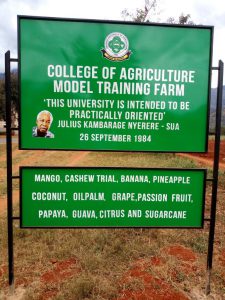 COLLEGE OF AGRICULTURE
MODEL TRAINING FARM
'THIS UNIVERSITY IS INTENDED TO BE
PRACTICALLY ORIENTED'
JULIUS KAMBARAGE NYERERE - SUA
26 SEPTEMBER 1984
MANGO, CASHEW TRIAL, BANANA, PINEAPPLE
COCONUT, OILPALM, GRAPE,PASSION FRUIT,
PAPAYA, GUAVA, CITRUS AND SUGARCANE